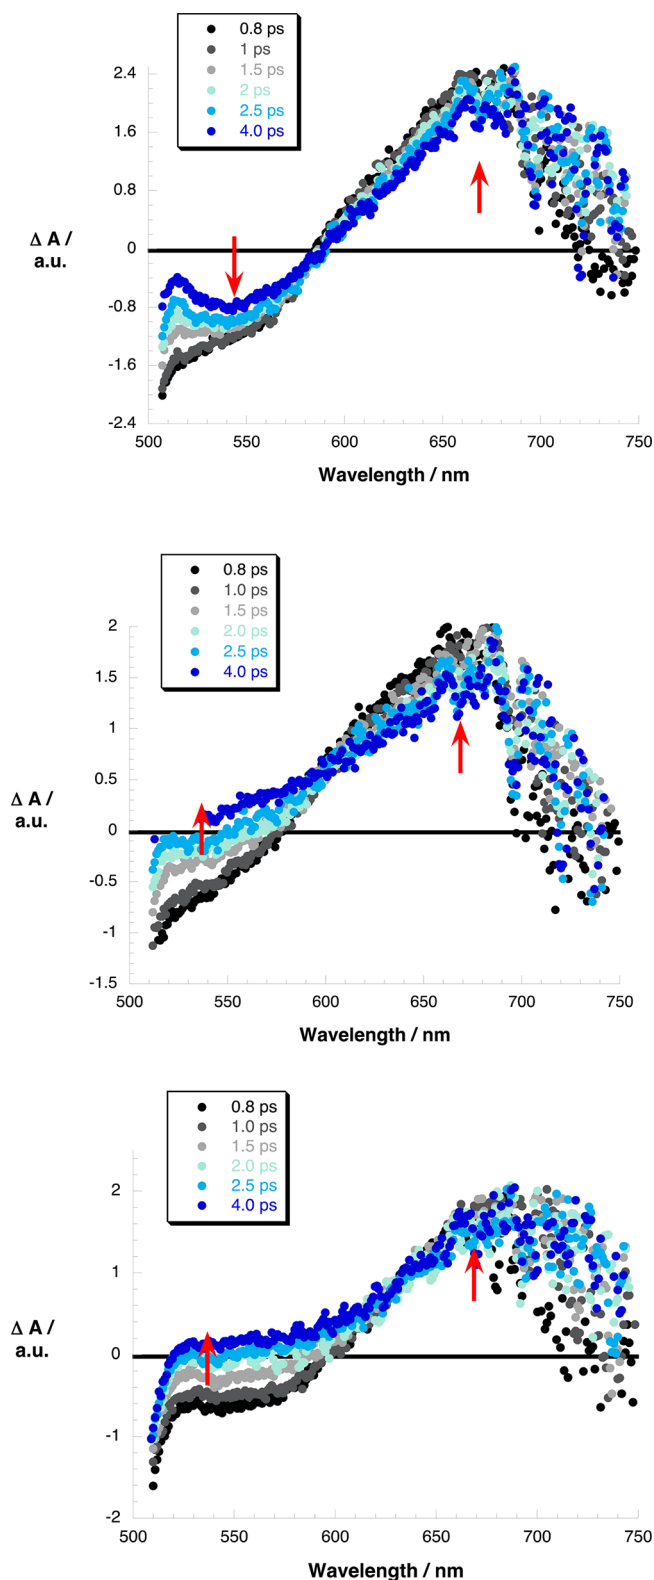 0.8 ps
1 ps
1.5 ps
2 ps
2.5 ps
4.0 ps
2.4
1.6
0.8
0
-0.8
-1.6
-2.4
Δ A /
a.u.
500 550 600 650 700 750
Wavelength / nm
0.8 ps
1.0 ps
1.5 ps
2.0 ps
2.5 ps
4.0 ps
2
1.5
1
0.5
0
-0.5
-1
-1.5
Δ A /
a.u.
500 550 600 650 700 750
Wavelength / nm
0.8 ps
1.0 ps
1.5 ps
2.0 ps
2.5 ps
4.0 ps
2
1
0
-1
-2
Δ A /
a.u.
500 550 600 650 700 750
Wavelength / nm